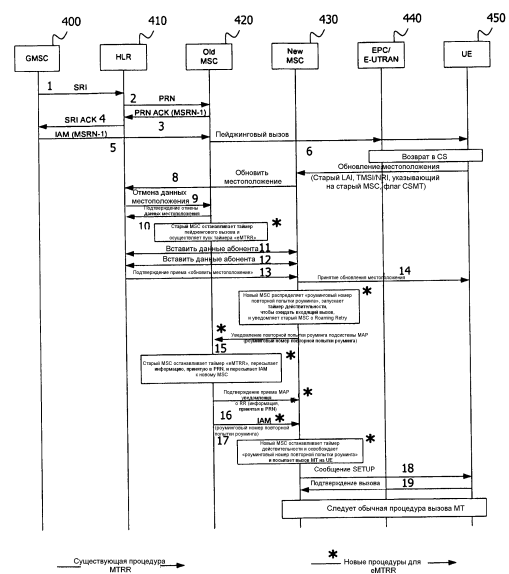 400
410
420
430
440
450
GMSC
HLR
Old
MSC
New
MSC
EPC/
E-UTRAN
UE
1
SRI
2
PRN
PRN ACK (MSRN-1)
3
SRI ACK 4
IAM (MSRN-1)
5
Пейджинговый вызов
6
Возврат в CS
Обновление местоположения
(Старый LAI, TMSI/NRI, указывающий
на старый MSC, флаг CSMT)
8
Обновить
местоположение
Отмена данных
местоположения 9
Подтверждение отмены
данных местоположения
10
Старый MSC останавливает таймер
пейджингового вызова и
осуществляет пуск таймера «eMTRR»
*
Вставить данные абонента 11
Вставить данные абонента 12
Подтверждение приема «обновить местоположение»
13
14
Принятие обновления местоположения
Новый MSC распределяет «роуминговый номер
повторной попытки роуминга», запускает
таймер действительности,
чтобы ожидать входящий вызов,
и уведомляет старый MSC о Roaming Retry
*
*
Уведомление повторной попытки роуминга подсистемы MAP
(роуминговый номер повторной попытки роуминга)
15
Старый MSC останавливает таймер «eMTRR», пересылает
информацию, принятую в PRN, и пересылает IAM
к новому MSC
*
Подтверждение приема MAP
уведомления
о RR (информация,
принятая в PRN)
*
16
IAM *
(роуминговый номер повторной
попытки роуминга)
17
Новый MSC останавливает таймер
действительности и освобождает
«роуминговый номер повторной попытки роуминга»
и посылает вызов MT на UE
*
Сообщение SETUP
18
Подтверждение вызова
19
Следует обычная процедура вызова MT
Существующая процедура
MTRR
*
Новые процедуры для
eMTRR